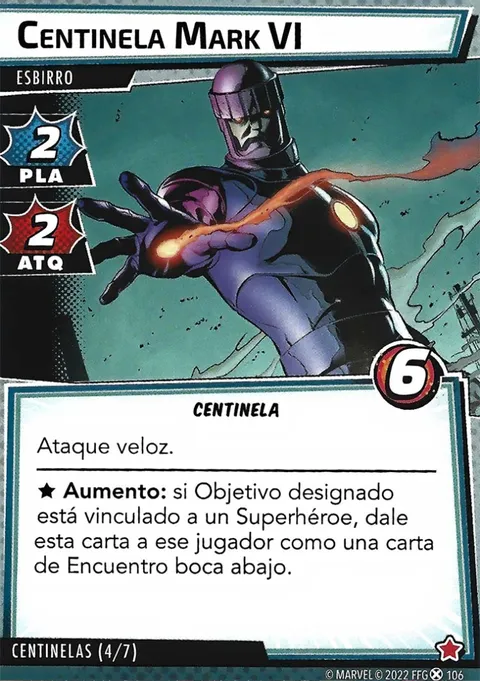 Centinela Mark VI
ESBIRRO
2
PLA
2
ATQ
6
CENTINELA
Ataque veloz.
★ Aumento: si Objetivo designado
está vinculado a un Superhéroe, dale
esta carta a ese jugador como una carta
de Encuentro boca abajo.
CENTINELAS (4/7)
© MARVEL © 2022 FFG 106